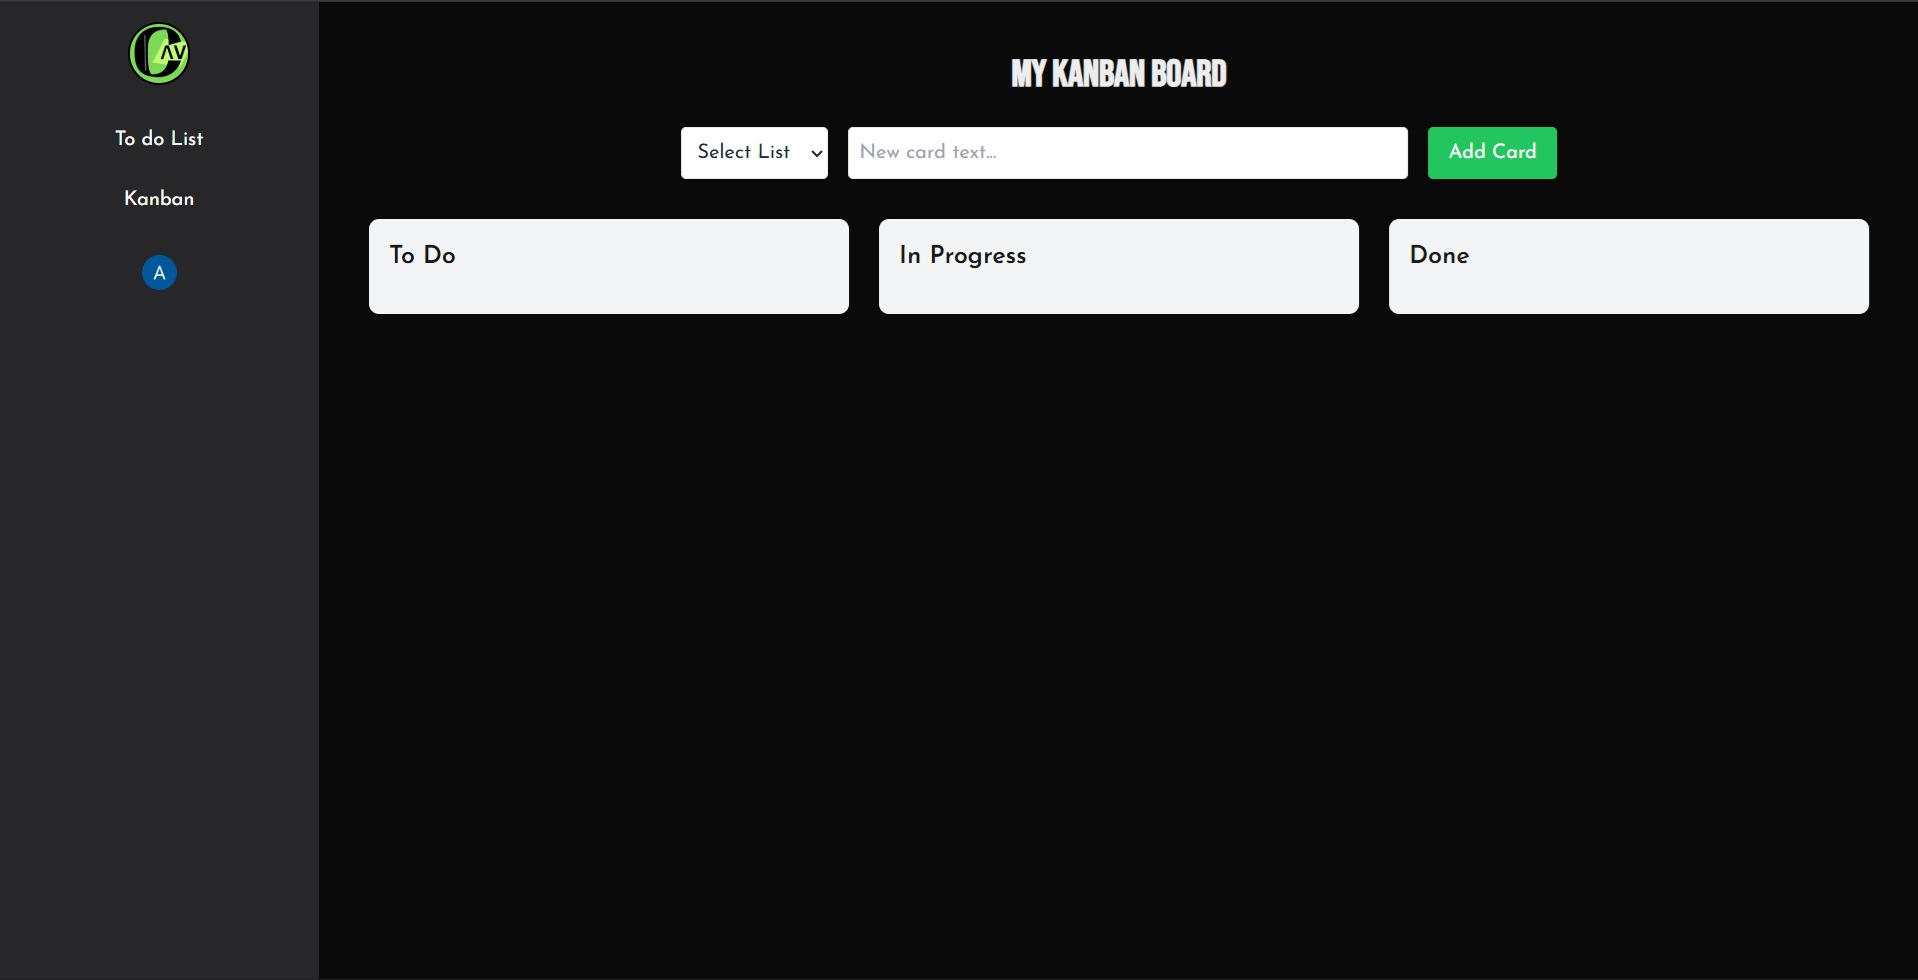 AV
To do List
Kanban
A
MY KANBAN BOARD
Select List
New card text...
Add Card
To Do
In Progress
Done